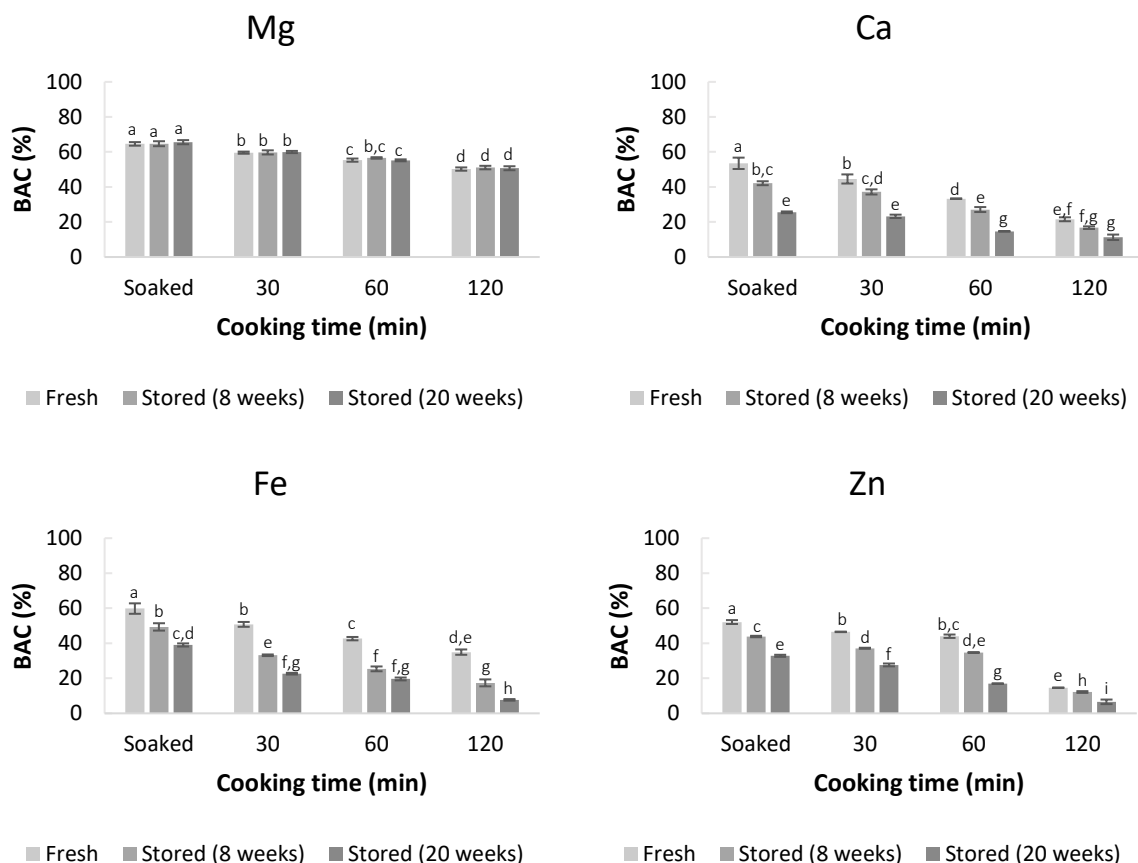 Mg
BAC (%)
100
80
60
40
20
0
a a a
b b b
c b,c c
d d d
Soaked 30 60 120
Cooking time (min)
Fresh Stored (8 weeks) Stored (20 weeks)
Ca
BAC (%)
100
80
60
40
20
0
a b,c e
b c,d e
d e g
e,f f,g g
Soaked 30 60 120
Cooking time (min)
Fresh Stored (8 weeks) Stored (20 weeks)
Fe
BAC (%)
100
80
60
40
20
0
a b c,d
b e f,g
c f f,g
d,e g h
Soaked 30 60 120
Cooking time (min)
Fresh Stored (8 weeks) Stored (20 weeks)
Zn
BAC (%)
100
80
60
40
20
0
a c e
b d f
b,c d,e g
e h i
Soaked 30 60 120
Cooking time (min)
Fresh Stored (8 weeks) Stored (20 weeks)